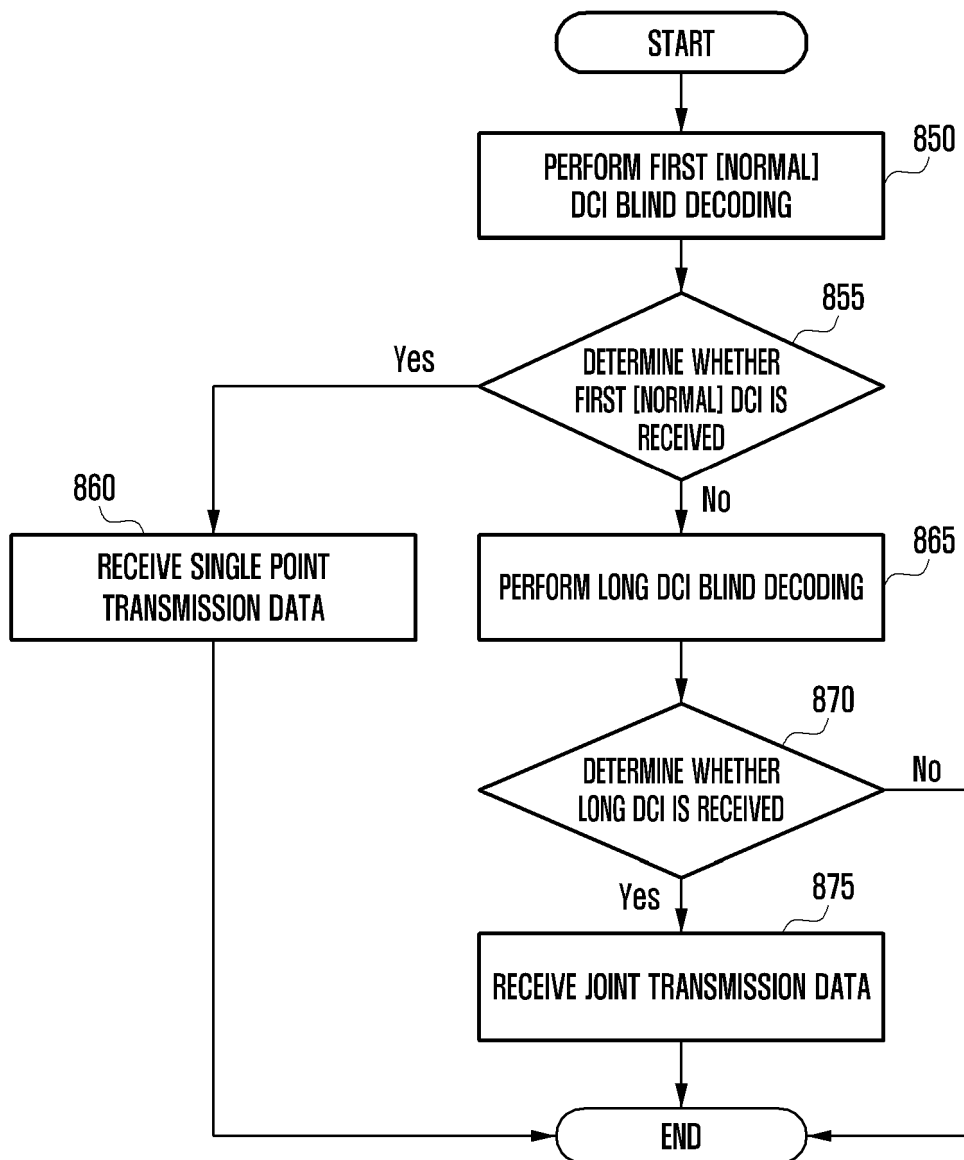 START
850
PERFORM FIRST [NORMAL]
DCI BLIND DECODING
855
DETERMINE WHETHER
FIRST [NORMAL] DCI IS
RECEIVED
Yes
No
860
RECEIVE SINGLE POINT
TRANSMISSION DATA
865
PERFORM LONG DCI BLIND DECODING
870
DETERMINE WHETHER
LONG DCI IS RECEIVED
No
Yes
875
RECEIVE JOINT TRANSMISSION DATA
END